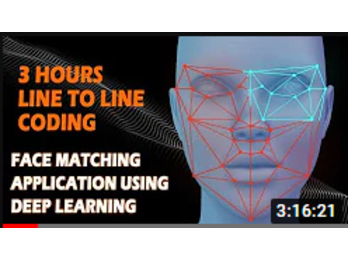 3 HOURS
LINE TO LINE
CODING
FACE MATCHING
APPLICATION USING
DEEP LEARNING
3:16:21